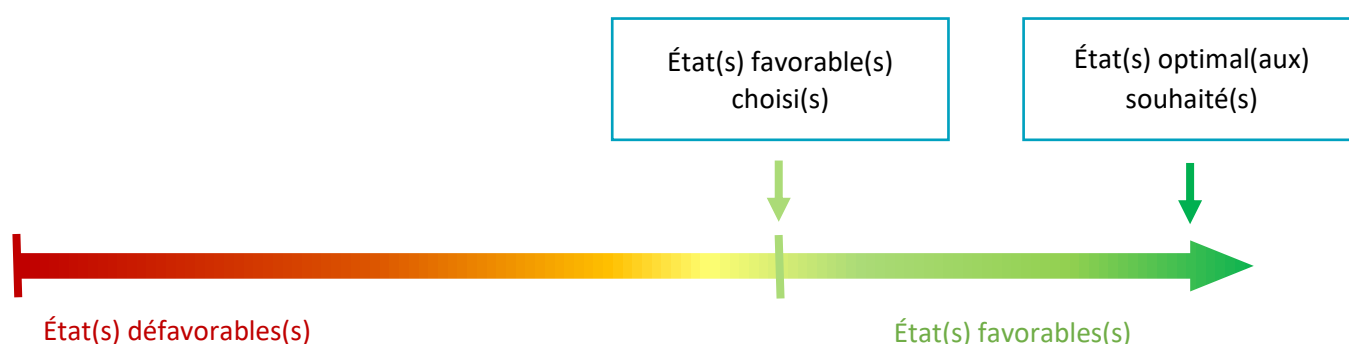 État(s) favorable(s)
choisi(s)
État(s) optimal(aux)
souhaité(s)
État(s) défavorables(s)
État(s) favorables(s)